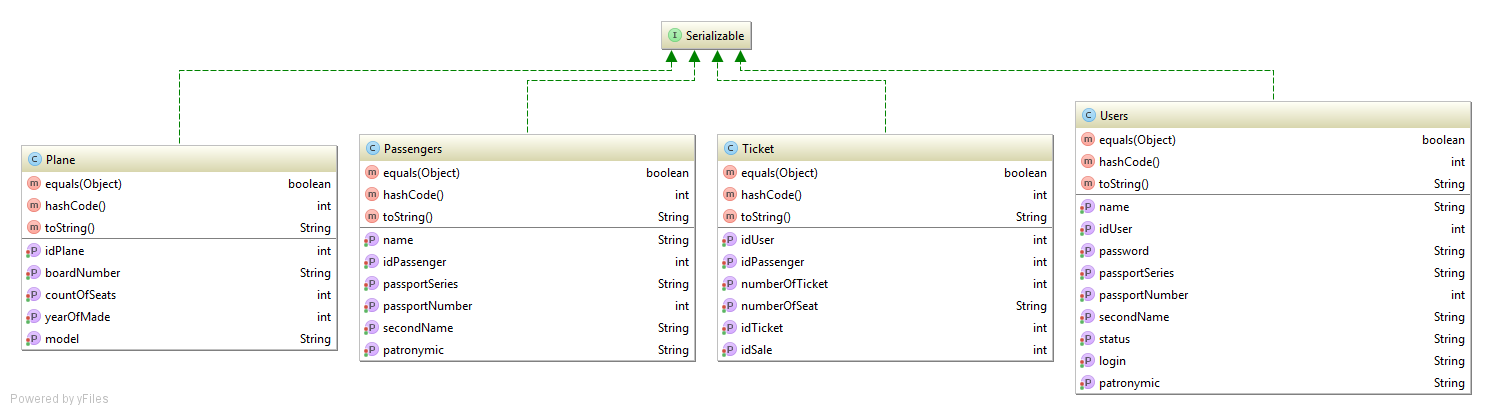 I Serializable
C Plane
m equals(Object) boolean
m hashCode() int
m toString() String
P idPlane int
P boardNumber String
P countOfSeats int
P yearOfMade int
P model String
C Passengers
m equals(Object) boolean
m hashCode() int
m toString() String
P name String
P idPassenger int
P passportSeries String
P passportNumber int
P secondName String
P patronymic String
C Ticket
m equals(Object) boolean
m hashCode() int
m toString() String
P idUser int
P idPassenger int
P numberOfTicket int
P numberOfSeat String
P idTicket int
P idSale int
C Users
m equals(Object) boolean
m hashCode() int
m toString() String
P name String
P idUser int
P password String
P passportSeries String
P passportNumber int
P secondName String
P status String
P login String
P patronymic String
Powered by yFiles